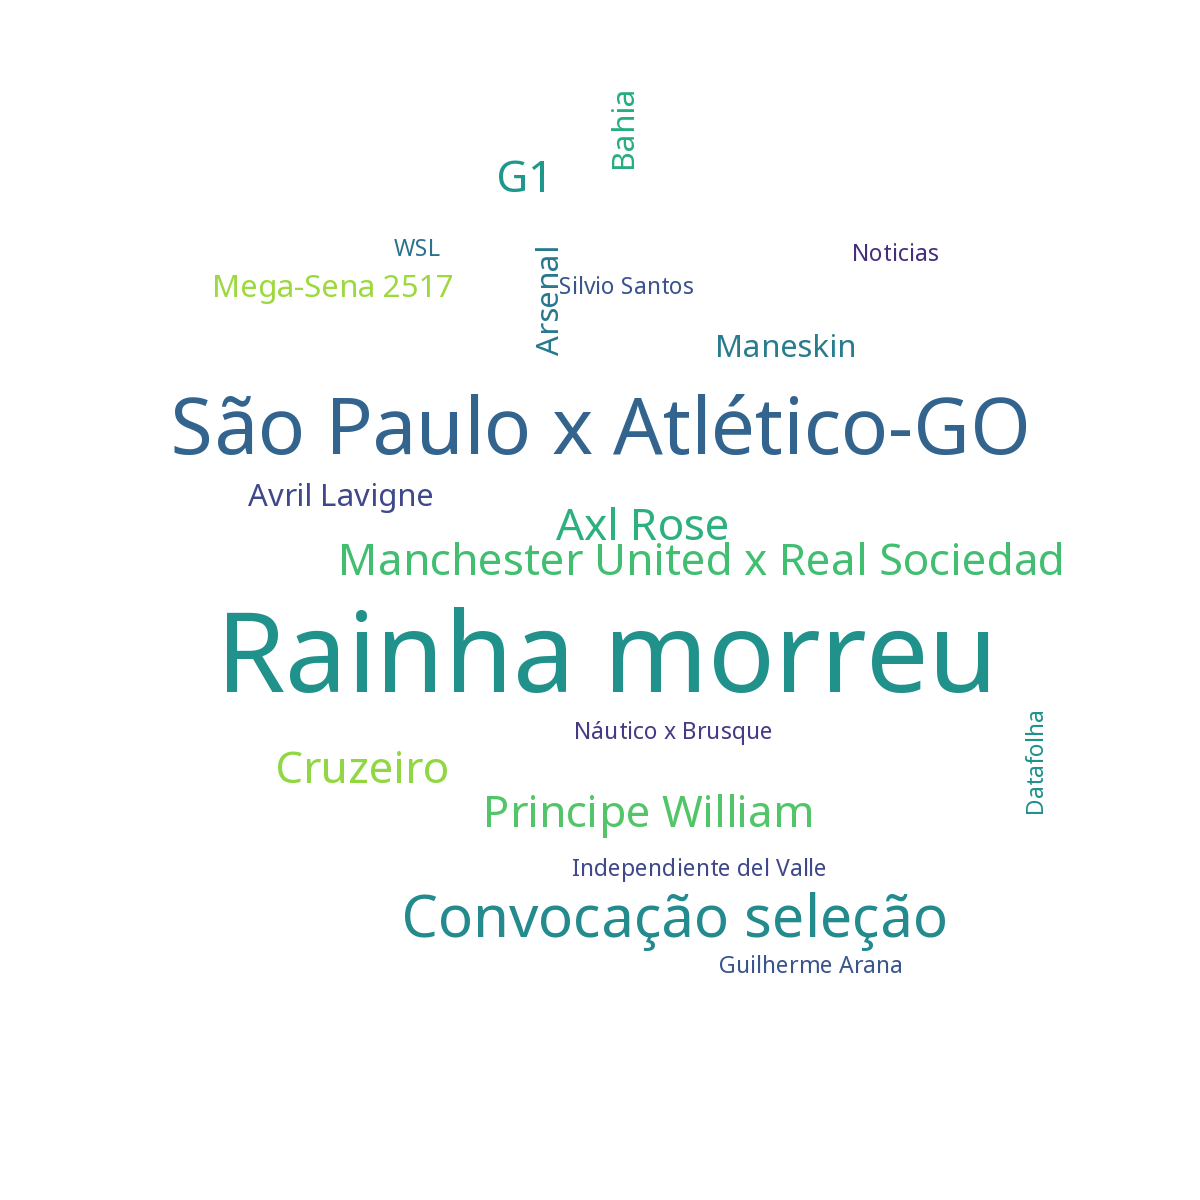 Bahia
G1
WSL
Noticias
Mega-Sena 2517
Arsenal
Silvio Santos
Maneskin
São Paulo x Atlético-GO
Avril Lavigne
Axl Rose
Manchester United x Real Sociedad
Rainha morreu
Náutico x Brusque
Datafolha
Cruzeiro
Principe William
Independiente del Valle
Convocação seleção
Guilherme Arana